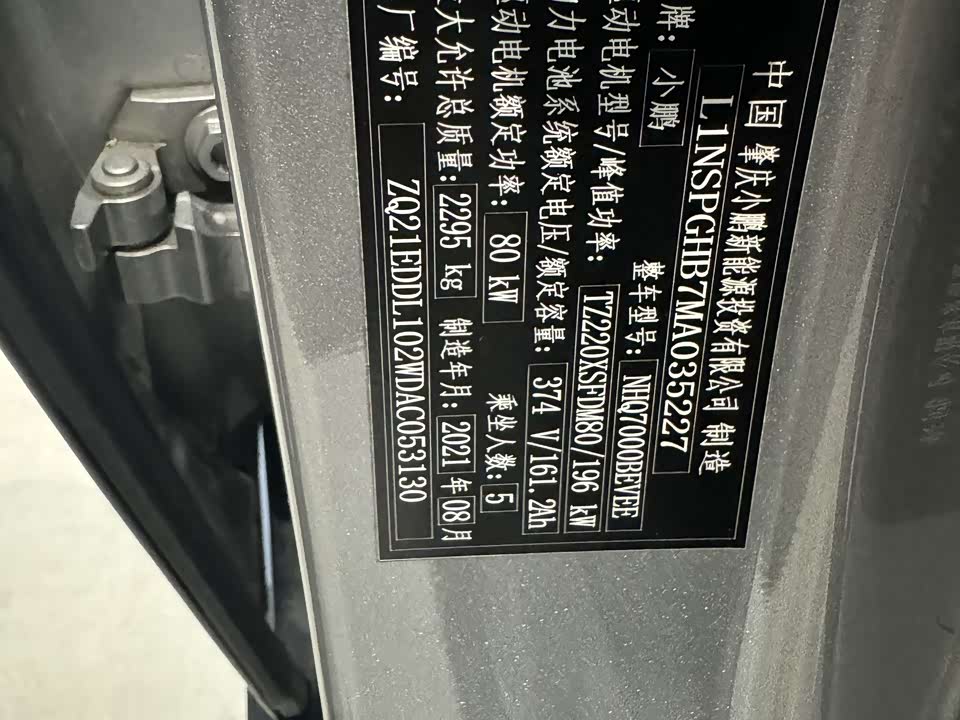 中国 肇庆小鹏新能源投资有限公司 制造
L1NSPGHB7MA035227
牌: 小鹏 整车型号: NHQ7000BEVEE
动电机型号/峰值功率: TZ220XSFDM80/196 kW
力电池系统额定电压/额定容量: 374 V/161.2Ah
动电机额定功率: 80 kW 乘坐人数: 5
大允许总质量: 2295 kg 制造年月: 2021 年 08 月
厂编号: ZQ21EDDL102WDAC053130